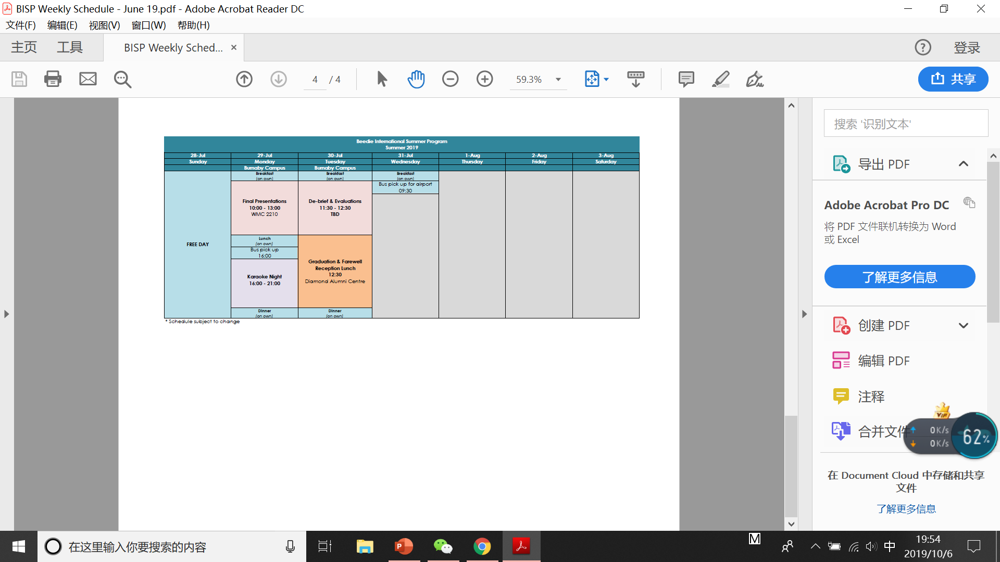 BISP Weekly Schedule - June 19.pdf - Adobe Acrobat Reader DC
文件(F) 编辑(E) 视图(V) 窗口(W) 帮助(H)
主页 工具 BISP Weekly Sched... × 登录
4 / 4 59.3% 共享
搜索 '识别文本'
导出 PDF
Adobe Acrobat Pro DC
将 PDF 文件联机转换为 Word
或 Excel
了解更多信息
创建 PDF
编辑 PDF
注释
合并文件
VIP
0K/s
0K/s
62%
在 Document Cloud 中存储和共享
文件
了解更多信息
Beedie International Summer Program
Summer 2019
28-Jul 29-Jul 30-Jul 31-Jul 1-Aug 2-Aug 3-Aug
Sunday Monday Tuesday Wednesday Thursday Friday Saturday
Burnaby Campus Burnaby Campus
FREE DAY
Breakfast
(on own)
Final Presentations
10:00 - 13:00
WMC 2210
Lunch
(on own)
Bus pick up
16:00
Karaoke Night
16:00 - 21:00
Dinner
(on own)
Breakfast
(on own)
De-brief & Evaluations
11:30 - 12:30
TBD
Graduation & Farewell
Reception Lunch
12:30
Diamond Alumni Centre
Dinner
(on own)
Breakfast
(on own)
Bus pick up for airport
09:30
* Schedule subject to change
在这里输入你要搜索的内容
M
中
19:54
2019/10/6